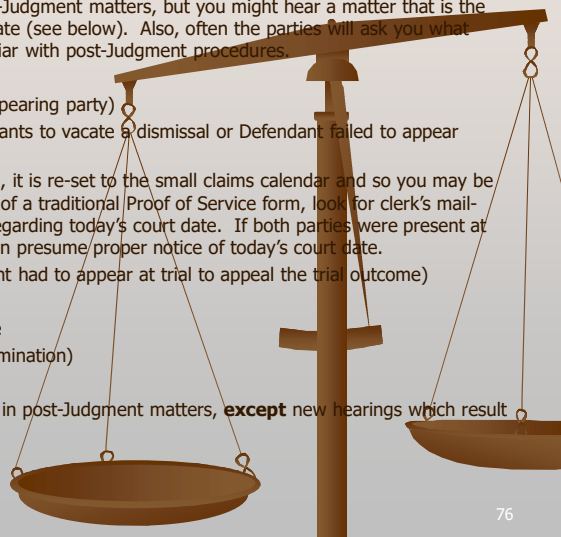 -Judgment matters, but you might hear a matter that is the
ate (see below).  Also, often the parties will ask you what
iar with post-Judgment procedures.
ppearing party)
ants to vacate a dismissal or Defendant failed to appear
, it is re-set to the small claims calendar and so you may be
of a traditional Proof of Service form, look for clerk's mail-
egarding today's court date.  If both parties were present at
n presume proper notice of today's court date.
nt had to appear at trial to appeal the trial outcome)
e
mination)
in post-Judgment matters, except new hearings which result
76